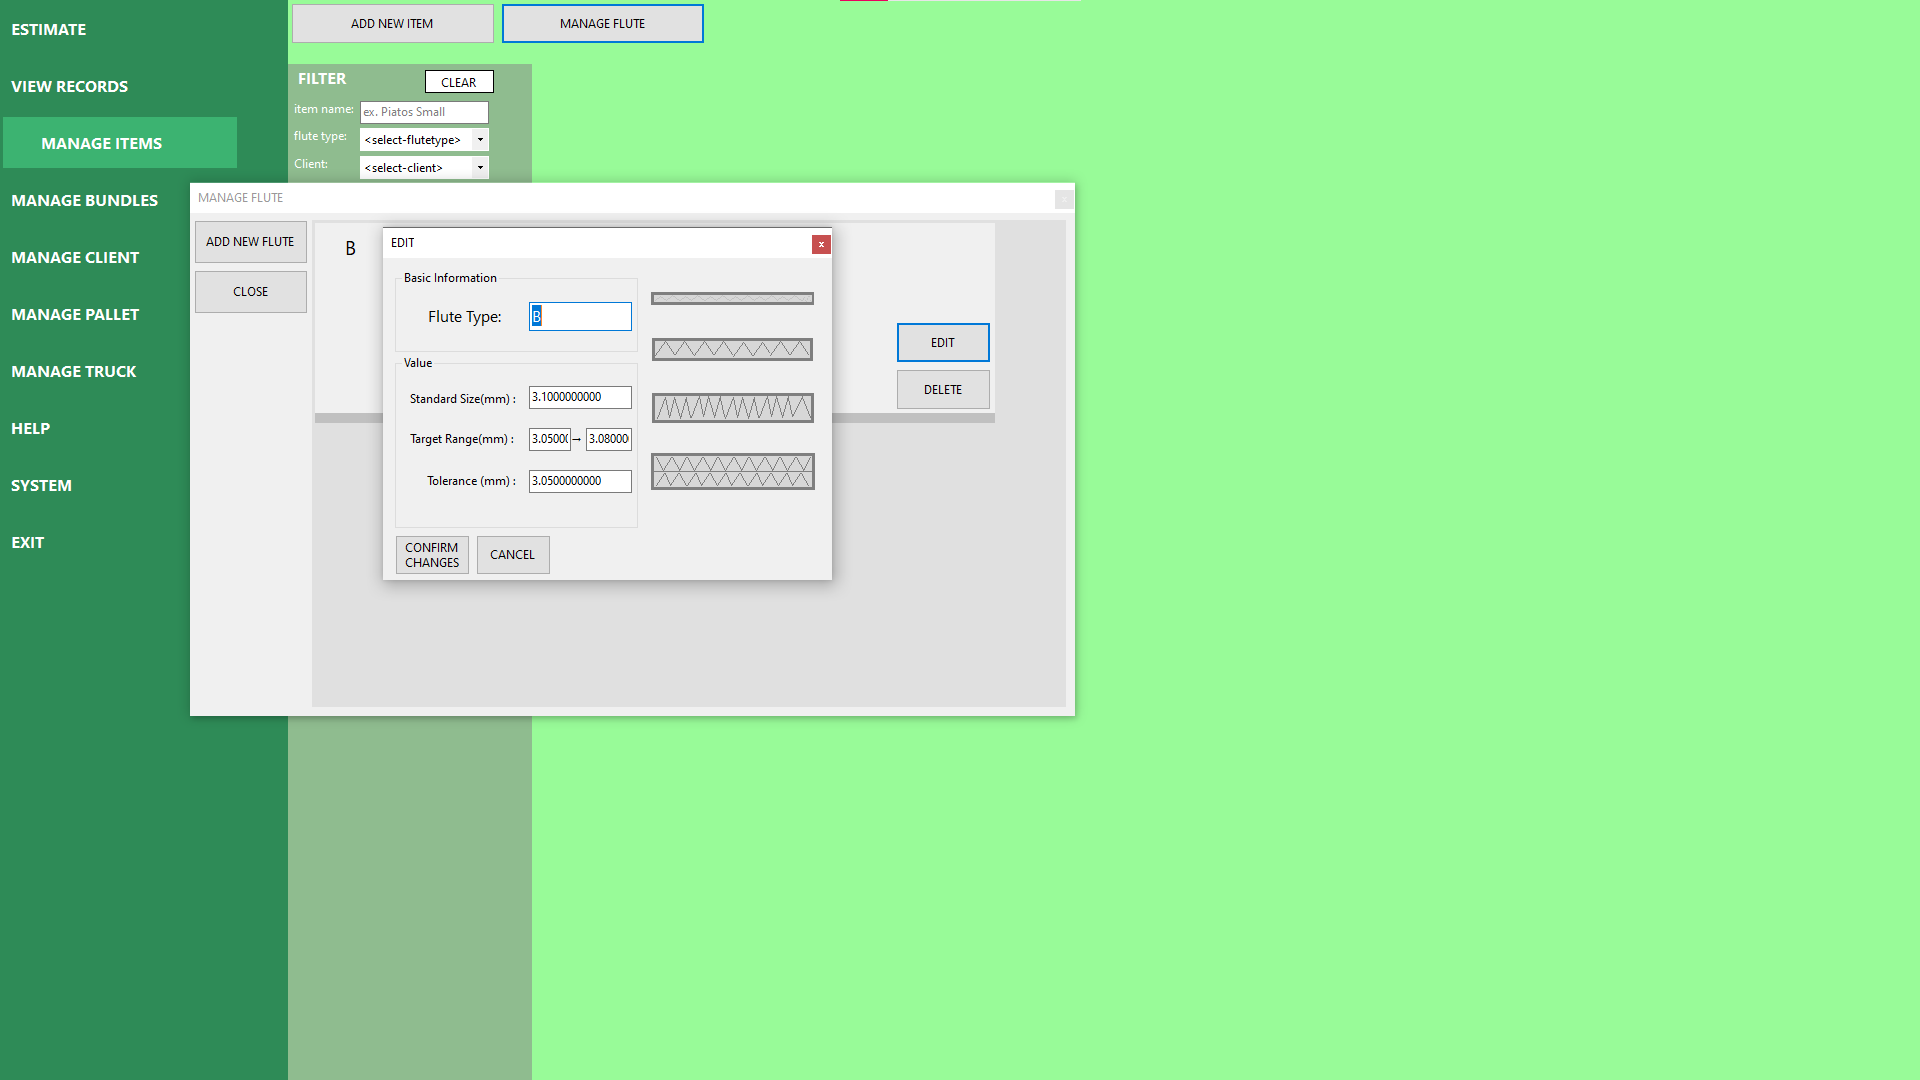 ESTIMATE
VIEW RECORDS
MANAGE ITEMS
MANAGE BUNDLES
MANAGE CLIENT
MANAGE PALLET
MANAGE TRUCK
HELP
SYSTEM
EXIT
ADD NEW ITEM
MANAGE FLUTE
FILTER
CLEAR
item name: ex. Piatos Small
flute type: <select-flutetype>
Client: <select-client>
MANAGE FLUTE
x
ADD NEW FLUTE
CLOSE
B
EDIT
DELETE
EDIT
x
Basic Information
Flute Type: B
Value
Standard Size(mm) : 3.1000000000
Target Range(mm) : 3.0500( → 3.0800(
Tolerance (mm) : 3.0500000000
CONFIRM
CHANGES
CANCEL